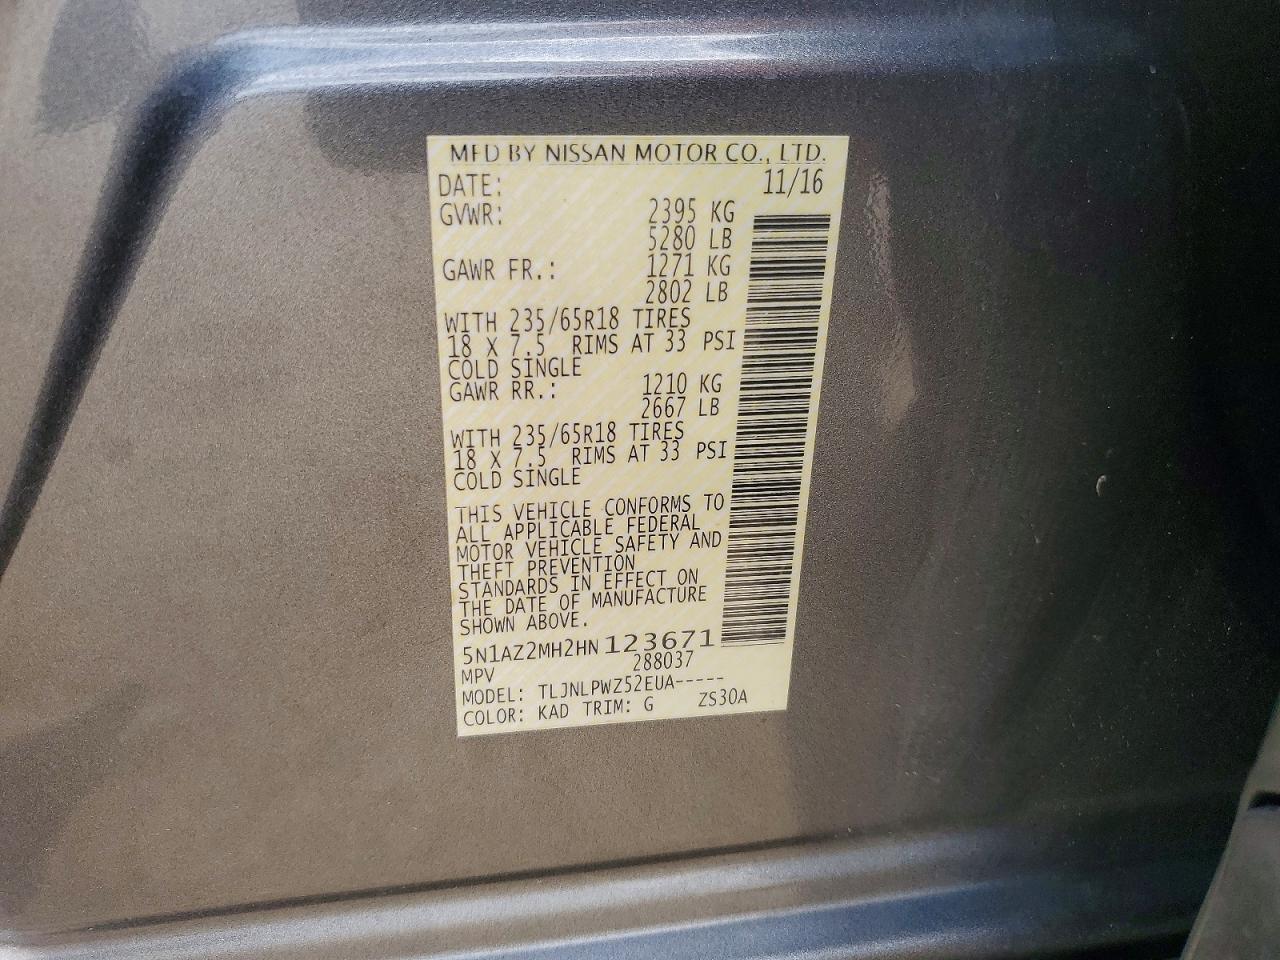 MFD BY NISSAN MOTOR CO., LTD.
DATE: 11/16
GVWR: 2395 KG
5280 LB
GAWR FR.: 1271 KG
2802 LB
WITH 235/65R18 TIRES
18 X 7.5 RIMS AT 33 PSI
COLD SINGLE
GAWR RR.: 1210 KG
2667 LB
WITH 235/65R18 TIRES
18 X 7.5 RIMS AT 33 PSI
COLD SINGLE
THIS VEHICLE CONFORMS TO
ALL APPLICABLE FEDERAL
MOTOR VEHICLE SAFETY AND
THEFT PREVENTION
STANDARDS IN EFFECT ON
THE DATE OF MANUFACTURE
SHOWN ABOVE.
5N1AZ2MH2HN123671
MPV 288037
MODEL: TLJNLPWZ52EUA-----
COLOR: KAD TRIM: G ZS30A